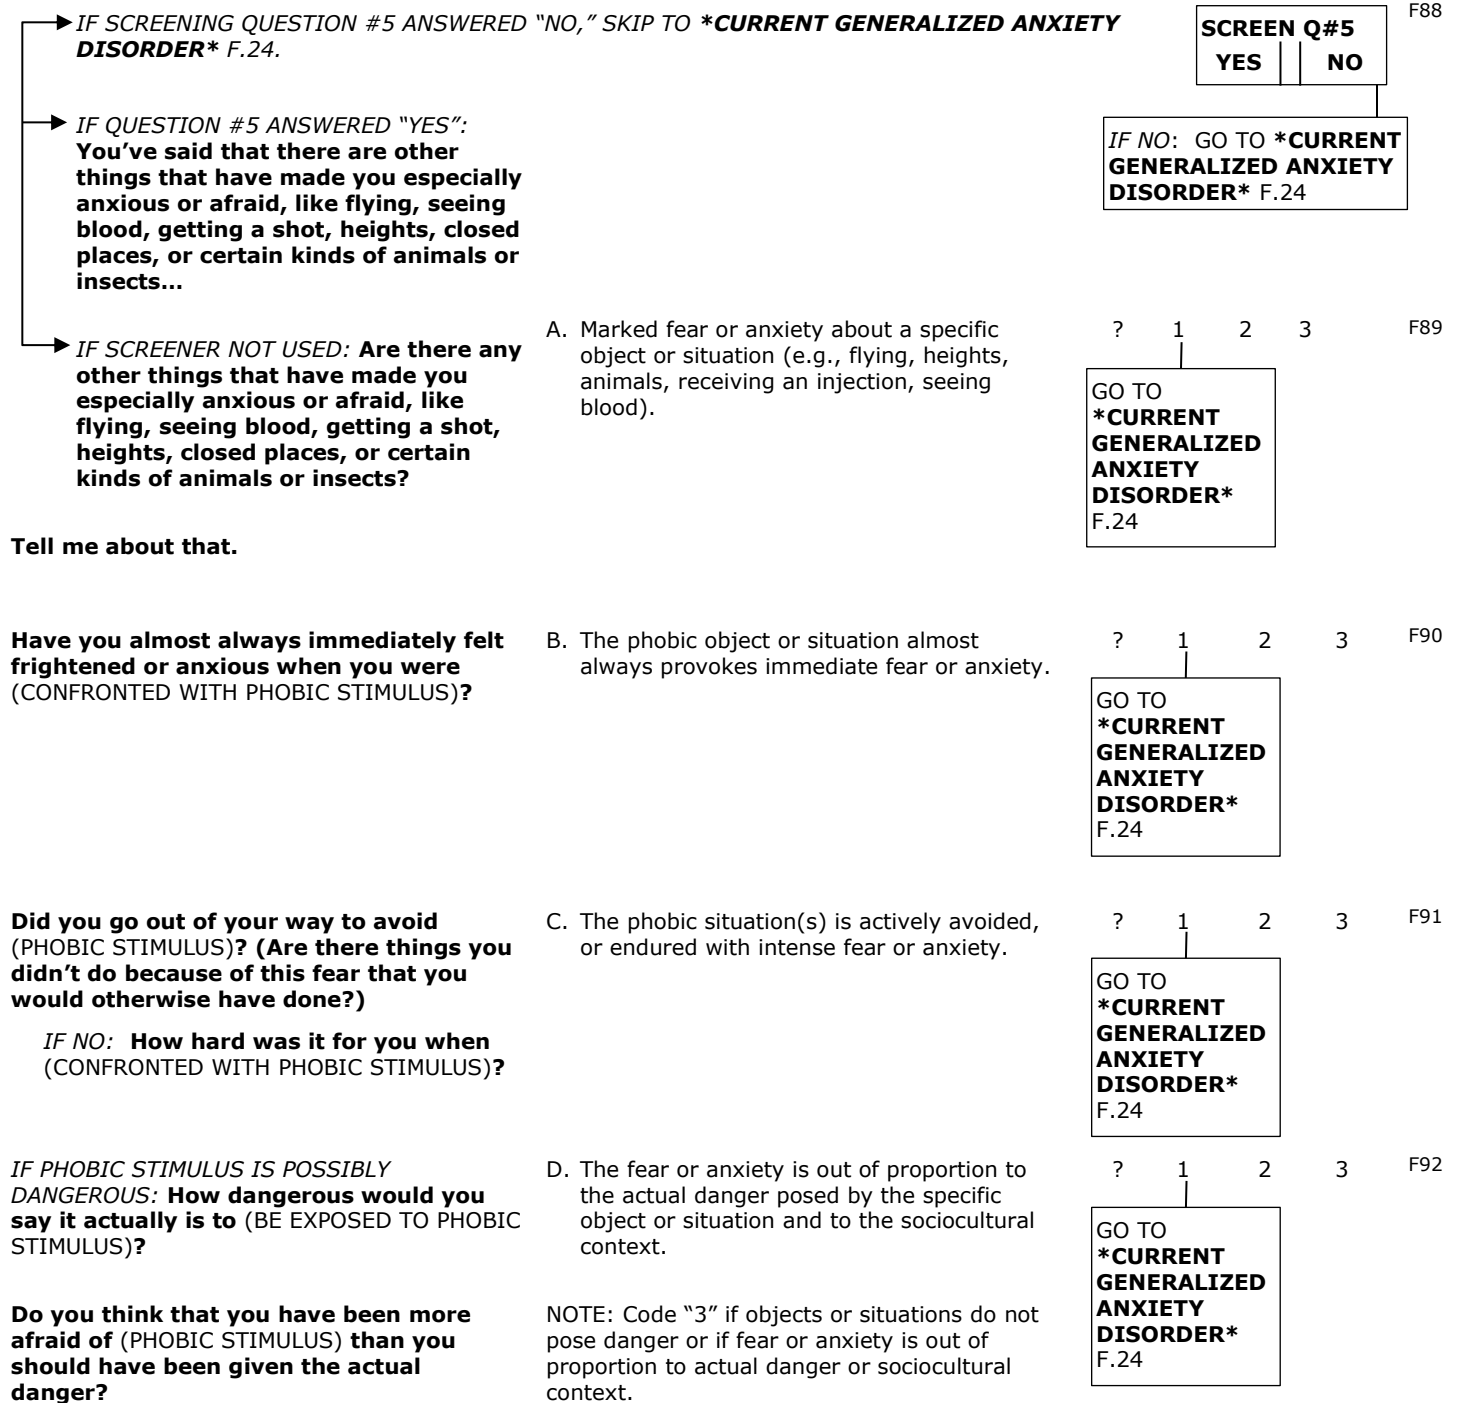 IF SCREENING QUESTION #5 ANSWERED “NO,” SKIP TO *CURRENT GENERALIZED ANXIETY
DISORDER* F.24.
SCREEN Q#5
YES NO
F88
IF NO: GO TO *CURRENT
GENERALIZED ANXIETY
DISORDER* F.24
IF QUESTION #5 ANSWERED “YES”:
You’ve said that there are other
things that have made you especially
anxious or afraid, like flying, seeing
blood, getting a shot, heights, closed
places, or certain kinds of animals or
insects…
IF SCREENER NOT USED: Are there any
other things that have made you
especially anxious or afraid, like
flying, seeing blood, getting a shot,
heights, closed places, or certain
kinds of animals or insects?
Tell me about that.
A. Marked fear or anxiety about a specific
object or situation (e.g., flying, heights,
animals, receiving an injection, seeing
blood).
? 1 2 3 F89
GO TO
*CURRENT
GENERALIZED
ANXIETY
DISORDER*
F.24
Have you almost always immediately felt
frightened or anxious when you were
(CONFRONTED WITH PHOBIC STIMULUS)?
B. The phobic object or situation almost
always provokes immediate fear or anxiety.
? 1 2 3 F90
GO TO
*CURRENT
GENERALIZED
ANXIETY
DISORDER*
F.24
Did you go out of your way to avoid
(PHOBIC STIMULUS)? (Are there things you
didn’t do because of this fear that you
would otherwise have done?)
IF NO: How hard was it for you when
(CONFRONTED WITH PHOBIC STIMULUS)?
C. The phobic situation(s) is actively avoided,
or endured with intense fear or anxiety.
? 1 2 3 F91
GO TO
*CURRENT
GENERALIZED
ANXIETY
DISORDER*
F.24
IF PHOBIC STIMULUS IS POSSIBLY
DANGEROUS: How dangerous would you
say it actually is to (BE EXPOSED TO PHOBIC
STIMULUS)?
Do you think that you have been more
afraid of (PHOBIC STIMULUS) than you
should have been given the actual
danger?
D. The fear or anxiety is out of proportion to
the actual danger posed by the specific
object or situation and to the sociocultural
context.
NOTE: Code “3” if objects or situations do not
pose danger or if fear or anxiety is out of
proportion to actual danger or sociocultural
context.
? 1 2 3 F92
GO TO
*CURRENT
GENERALIZED
ANXIETY
DISORDER*
F.24